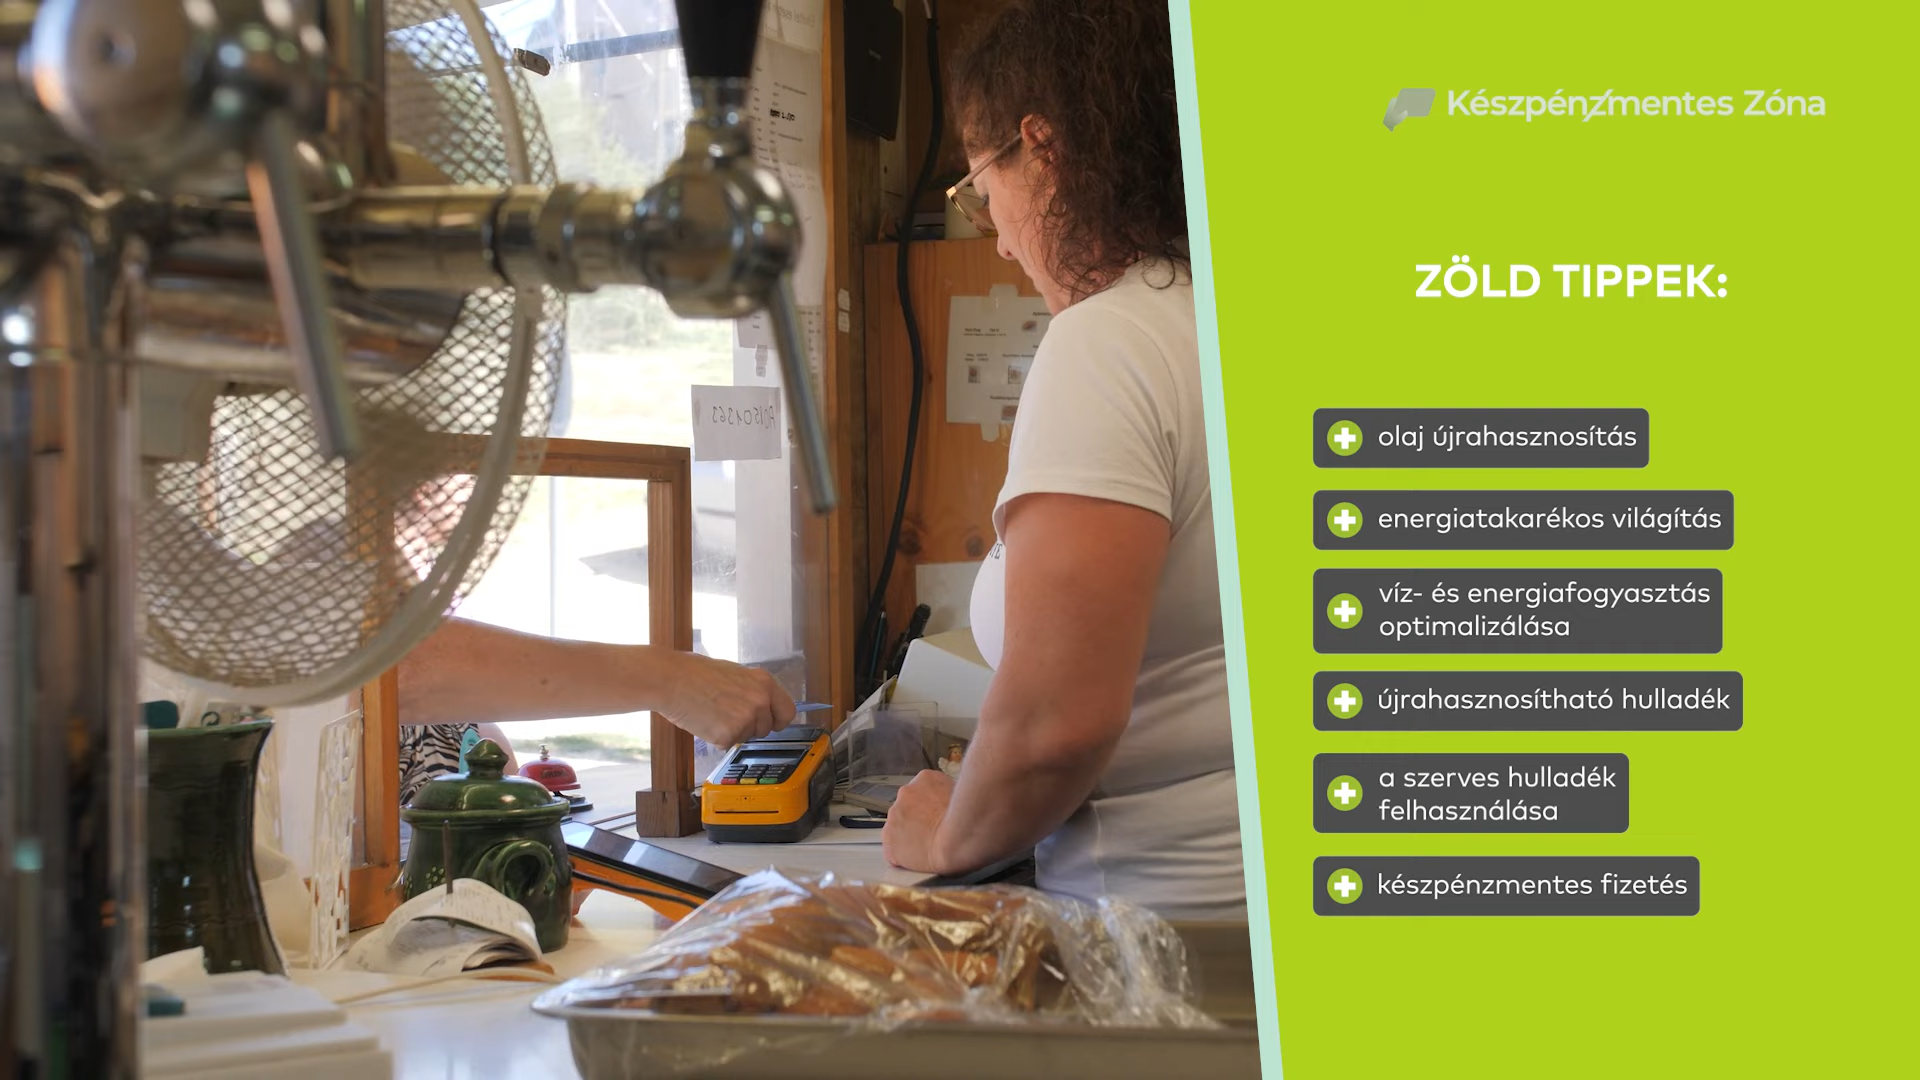 Készpénzmentes Zóna
ZÖLD TIPPEK:
olaj újrahasznosítás
energiatakarékos világítás
víz- és energiafogyasztás
optimalizálása
újrahasznosítható hulladék
a szerves hulladék
felhasználása
készpénzmentes fizetés